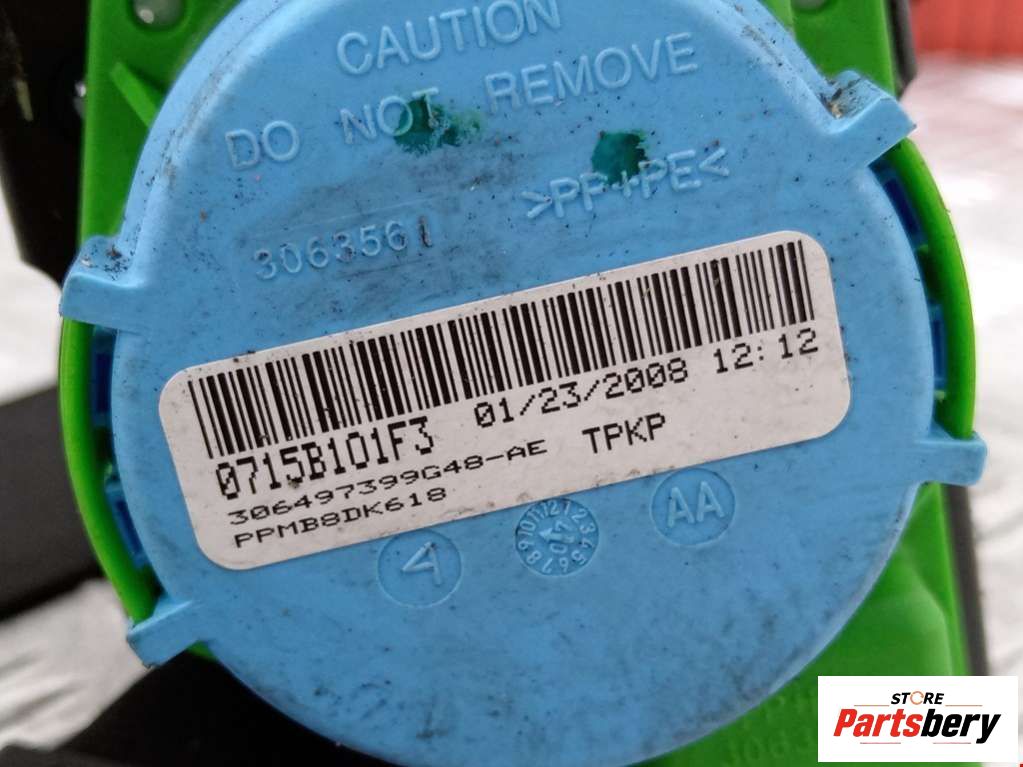 CAUTION
DO NOT REMOVE
>PP+PE<
3063561
0715B101F3 01/23/2008 12:12
306497399G48-AE TPKP
PPMB8DK618
AA
STORE
Partsbery